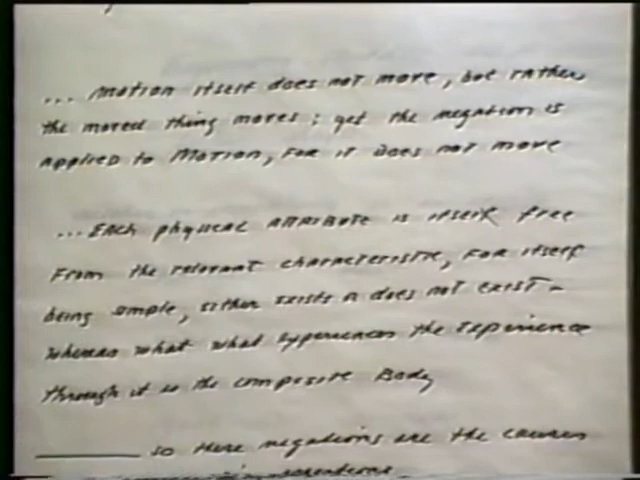 ... Motion itself does not move, but rather
the moved thing moves; yet the negation is
applied to Motion, for it does not move
... Each physical attribute is itself free
From the relevant characteristic, for itself
being simple, either exists or does not exist –
whereas what what experiences the experience
through it is the composite Body
so these negations are the causes